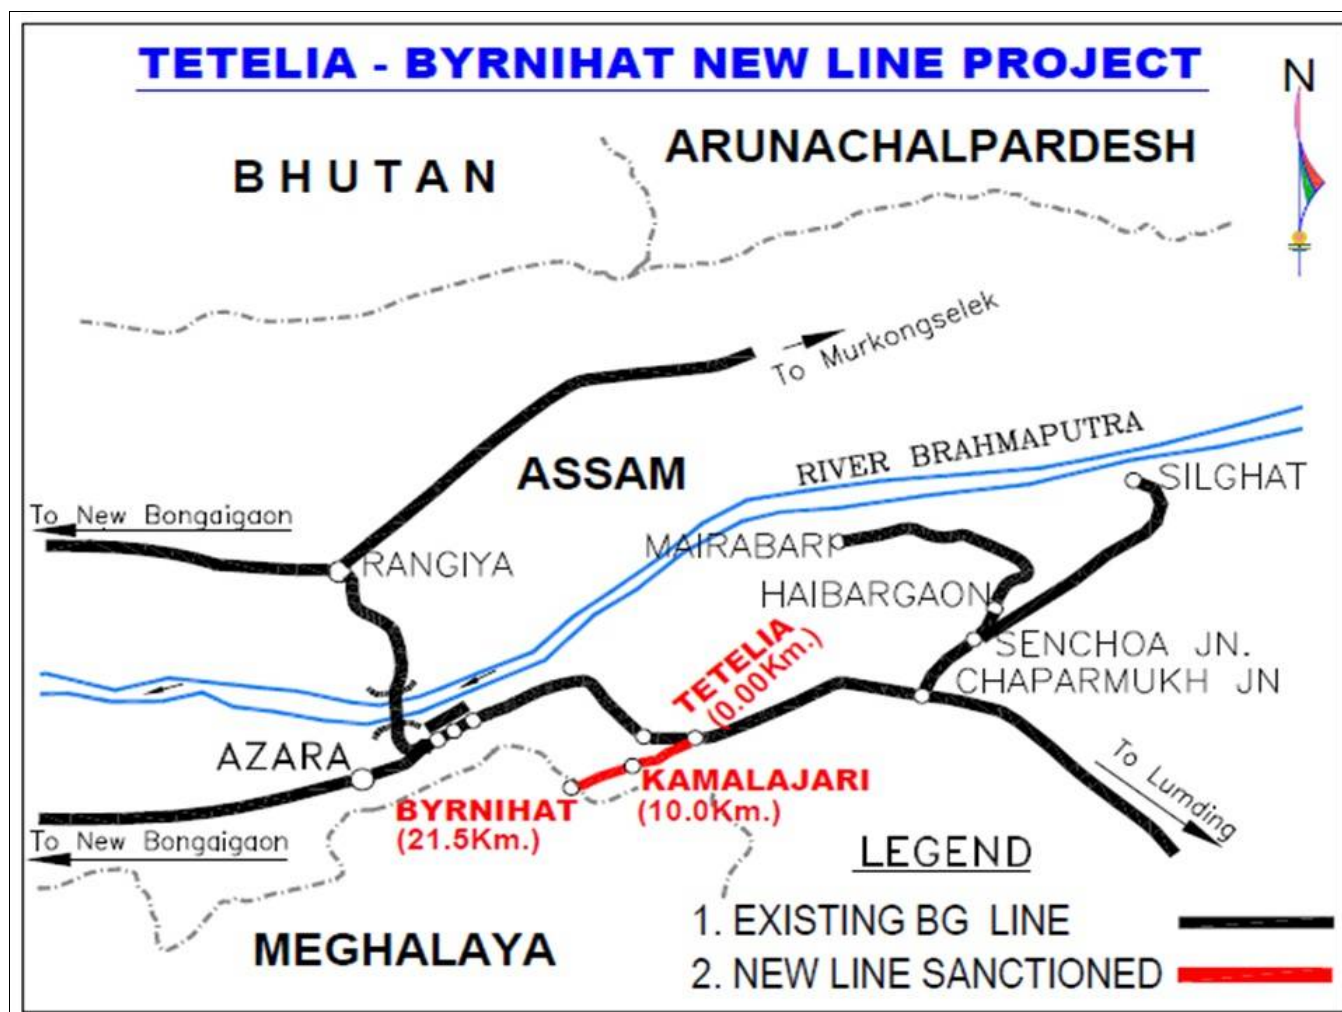 TETELIA - BYRNIHAT NEW LINE PROJECT
N
BHUTAN
ARUNACHALPARDESH
To Murkongselek
RIVER BRAHMAPUTRA
ASSAM
SILGHAT
To New Bongaigaon
MAIRABARI
RANGIYA
HAIBARGAON
TETELIA
(0.00Km.)
SENCHOA JN.
CHAPARMUKH JN
AZARA
KAMALAJARI
(10.0Km.)
BYRNIHAT
(21.5Km.)
To Lumding
To New Bongaigaon
LEGEND
1. EXISTING BG LINE
2. NEW LINE SANCTIONED
MEGHALAYA